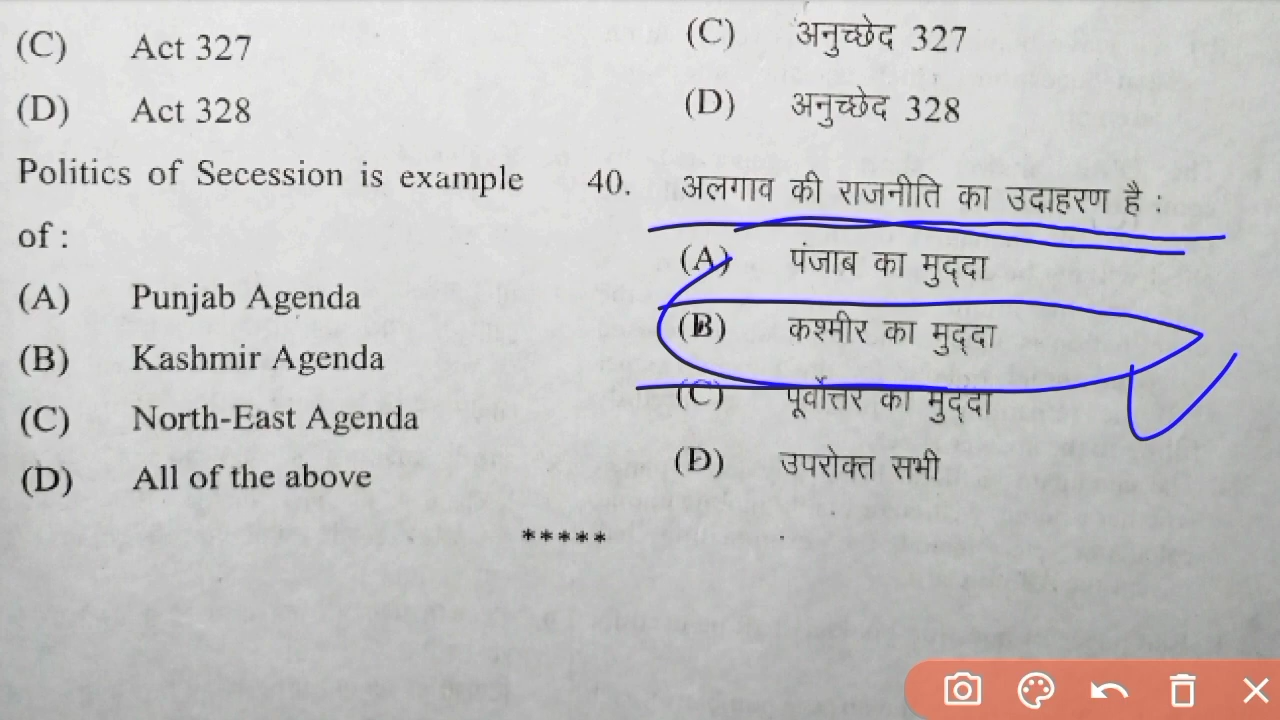 (C) Act 327
(D) Act 328
Politics of Secession is example
of :
(A) Punjab Agenda
(B) Kashmir Agenda
(C) North-East Agenda
(D) All of the above
(C) अनुच्छेद 327
(D) अनुच्छेद 328
40. अलगाव की राजनीति का उदाहरण है :
(A) पंजाब का मुद्दा
(B) कश्मीर का मुद्दा
(C) पूर्वोत्तर का मुद्दा
(D) उपरोक्त सभी
*****